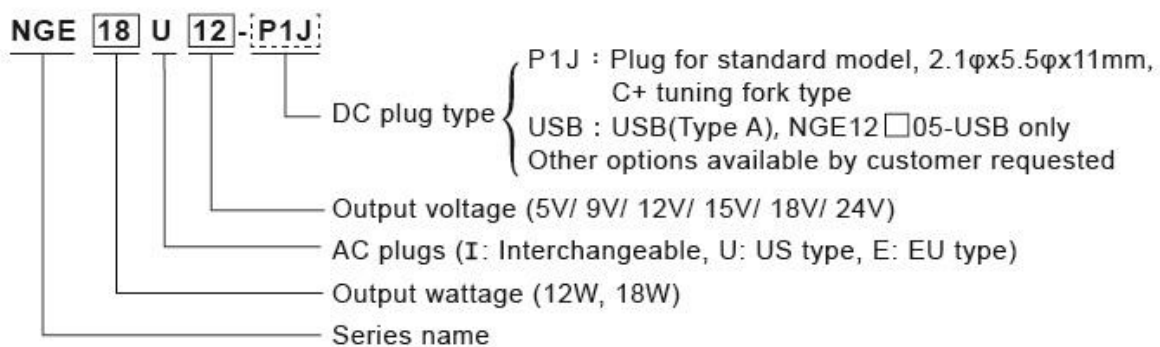 NGE 18 U 12-P1J
P1J : Plug for standard model, 2.1φx5.5φx11mm,
C+ tuning fork type
DC plug type
USB : USB(Type A), NGE12□05-USB only
Other options available by customer requested
Output voltage (5V/ 9V/ 12V/ 15V/ 18V/ 24V)
AC plugs (I: Interchangeable, U: US type, E: EU type)
Output wattage (12W, 18W)
Series name